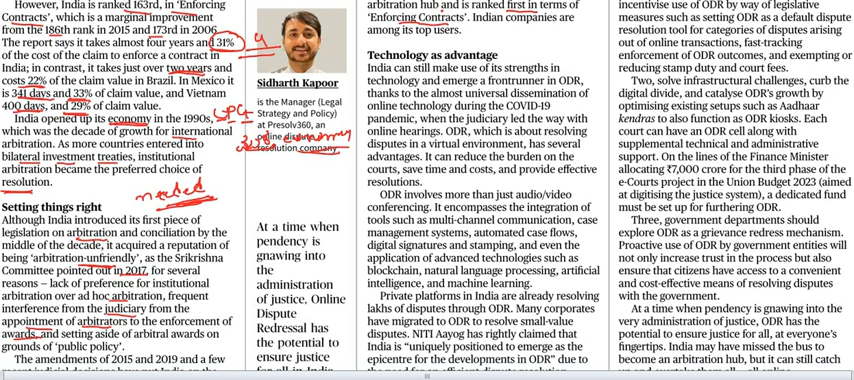 However, India is ranked 163rd, in ‘Enforcing
Contracts’, which is a marginal improvement
from the 186th rank in 2015 and 173rd in 2006.
The report says it takes almost four years and 31%
of the cost of the claim to enforce a contract in
India; in contrast, it takes just over two years and
costs 22% of the claim value in Brazil. In Mexico it
is 341 days and 33% of claim value, and Vietnam
400 days, and 29% of claim value.
India opened up its economy in the 1990s,
which was the decade of growth for international
arbitration. As more countries entered into
bilateral investment treaties, institutional
arbitration became the preferred choice of
resolution.
needed
Setting things right
Although India introduced its first piece of
legislation on arbitration and conciliation by the
middle of the decade, it acquired a reputation of
being ‘arbitration-unfriendly’, as the Srikrishna
Committee pointed out in 2017, for several
reasons – lack of preference for institutional
arbitration over ad hoc arbitration, frequent
interference from the judiciary from the
appointment of arbitrators to the enforcement of
awards, and setting aside of arbitral awards on
grounds of ‘public policy’.
The amendments of 2015 and 2019 and a few
Sidharth Kapoor
is the Manager (Legal
Strategy and Policy)
at Presolv360, an
online dispute
resolution company
economy
At a time when
pendency is
gnawing into
the
administration
of justice, Online
Dispute
Redressal has
the potential to
ensure justice
for all in India
arbitration hub and is ranked first in terms of
‘Enforcing Contracts’. Indian companies are
among its top users.
Technology as advantage
India can still make use of its strengths in
technology and emerge a frontrunner in ODR,
thanks to the almost universal dissemination of
online technology during the COVID-19
pandemic, when the judiciary led the way with
online hearings. ODR, which is about resolving
disputes in a virtual environment, has several
advantages. It can reduce the burden on the
courts, save time and costs, and provide effective
resolutions.
ODR involves more than just audio/video
conferencing. It encompasses the integration of
tools such as multi-channel communication, case
management systems, automated case flows,
digital signatures and stamping, and even the
application of advanced technologies such as
blockchain, natural language processing, artificial
intelligence, and machine learning.
Private platforms in India are already resolving
lakhs of disputes through ODR. Many corporates
have migrated to ODR to resolve small-value
disputes. NITI Aayog has rightly claimed that
India is “uniquely positioned to emerge as the
epicentre for the developments in ODR” due to
incentivise use of ODR by way of legislative
measures such as setting ODR as a default dispute
resolution tool for categories of disputes arising
out of online transactions, fast-tracking
enforcement of ODR outcomes, and exempting or
reducing stamp duty and court fees.
Two, solve infrastructural challenges, curb the
digital divide, and catalyse ODR’s growth by
optimising existing setups such as Aadhaar
kendras to also function as ODR kiosks. Each
court can have an ODR cell along with
supplemental technical and administrative
support. On the lines of the Finance Minister
allocating ₹7,000 crore for the third phase of the
e-Courts project in the Union Budget 2023 (aimed
at digitising the justice system), a dedicated fund
must be set up for furthering ODR.
Three, government departments should
explore ODR as a grievance redress mechanism.
Proactive use of ODR by government entities will
not only increase trust in the process but also
ensure that citizens have access to a convenient
and cost-effective means of resolving disputes
with the government.
At a time when pendency is gnawing into the
very administration of justice, ODR has the
potential to ensure justice for all, at everyone’s
fingertips. India may have missed the bus to
become an arbitration hub, but it can still catch